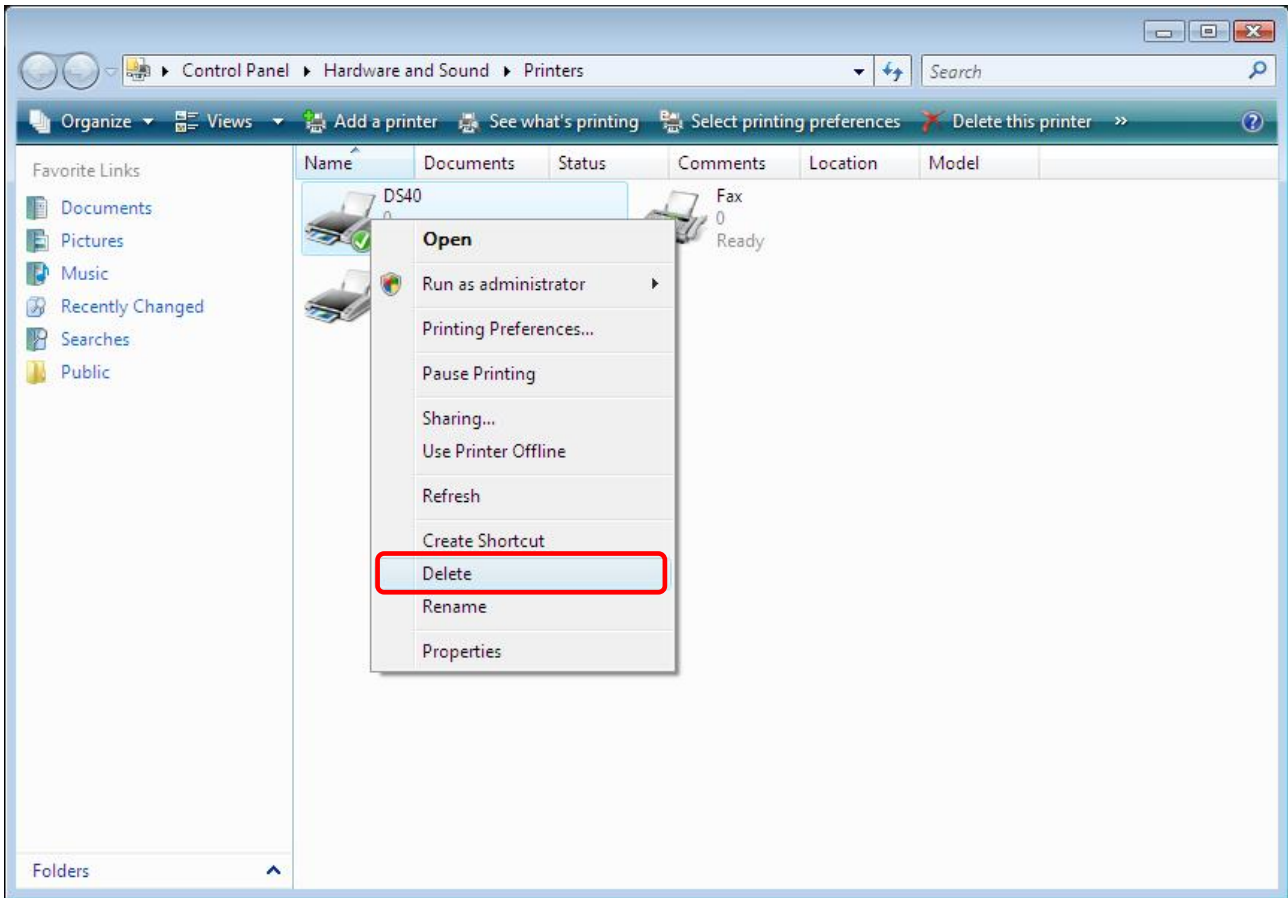 Control Panel ▸ Hardware and Sound ▸ Printers
Search
Organize Views Add a printer See what's printing Select printing preferences Delete this printer »
Favorite Links
Documents
Pictures
Music
Recently Changed
Searches
Public
Folders
Name Documents Status Comments Location Model
DS40
Fax
0
Ready
Open
Run as administrator
Printing Preferences...
Pause Printing
Sharing...
Use Printer Offline
Refresh
Create Shortcut
Delete
Rename
Properties